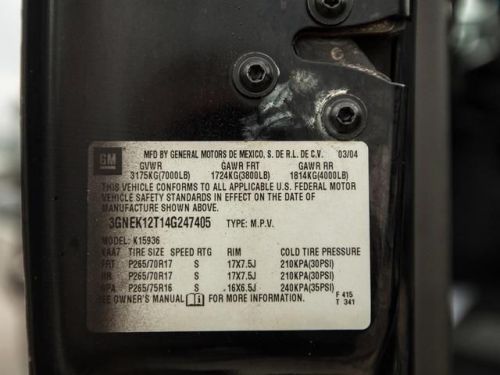 GM MFD BY GENERAL MOTORS DE MEXICO, S. DE R.L. DE C.V. 03/04
GVWR GAWR FRT GAWR RR
3175KG(7000LB) 1724KG(3800LB) 1814KG(4000LB)
THIS VEHICLE CONFORMS TO ALL APPLICABLE U.S. FEDERAL MOTOR
VEHICLE SAFETY STANDARDS IN EFFECT ON THE DATE OF
MANUFACTURE SHOWN ABOVE.
3GNEK12T14G247405 TYPE: M.P.V.
MODEL: K15936
KAA7 TIRE SIZE SPEED RTG RIM COLD TIRE PRESSURE
FRT P265/70R17 S 17X7.5J 210KPA(30PSI)
RR P265/70R17 S 17X7.5J 210KPA(30PSI)
RPA P265/75R16 S 16X6.5J 240KPA(35PSI)
SEE OWNER'S MANUAL i FOR MORE INFORMATION.
F 415
T 341